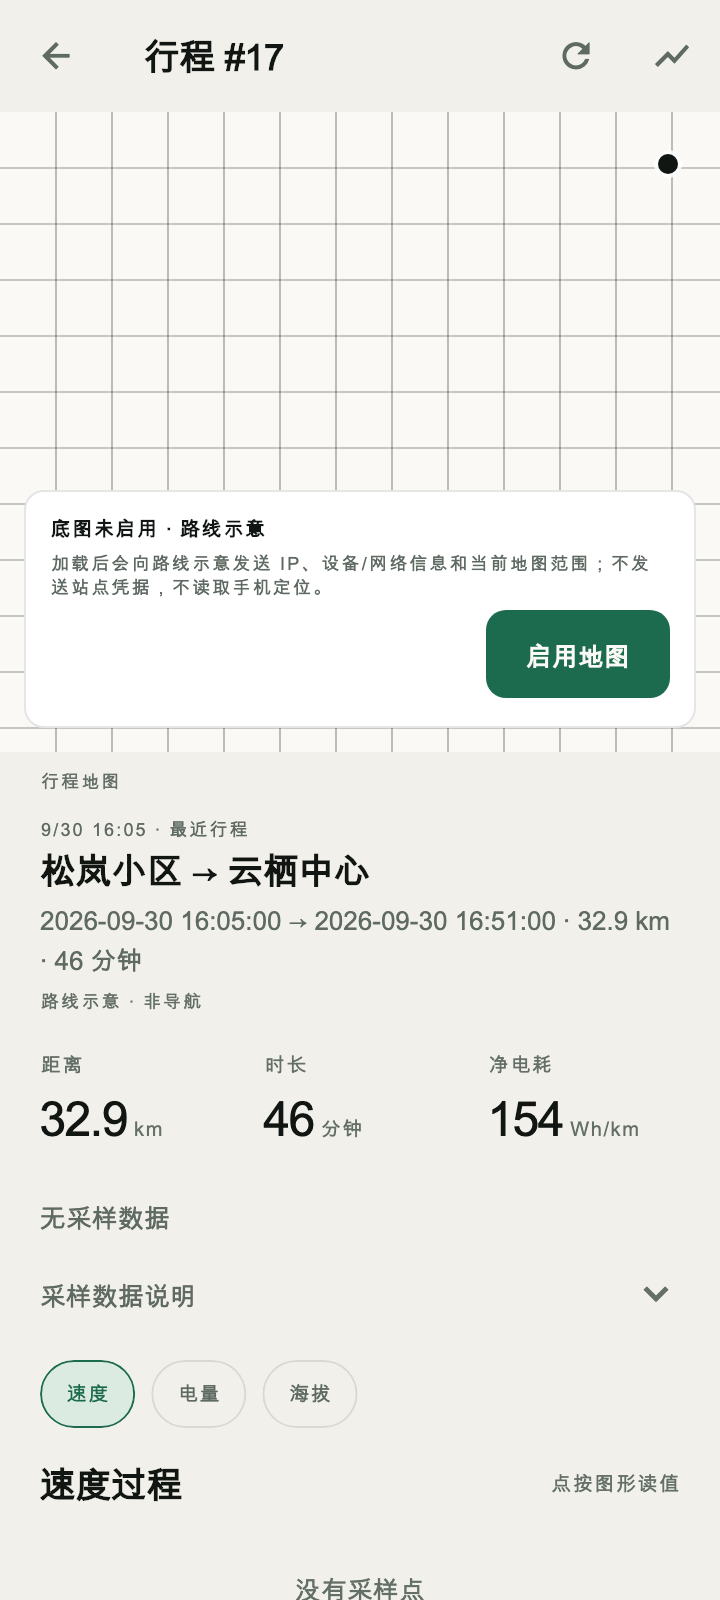 行程 #17
底图未启用 · 路线示意
加载后会向路线示意发送 IP、设备/网络信息和当前地图范围；不发
送站点凭据，不读取手机定位。
启用地图
行程地图
9/30 16:05 · 最近行程
松岚小区 → 云栖中心
2026-09-30 16:05:00 → 2026-09-30 16:51:00 · 32.9 km
· 46 分钟
路线示意 · 非导航
距离 时长 净电耗
32.9 km 46 分钟 154 Wh/km
无采样数据
采样数据说明
速度 电量 海拔
速度过程 点按图形读值
没有采样点